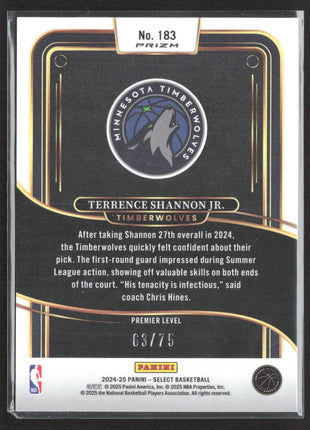 No. 183
PRIZM
MINNESOTA TIMBERWOLVES
TERRENCE SHANNON JR.
TIMBERWOLVES
After taking Shannon 27th overall in 2024,
the Timberwolves quickly felt confident about their
pick. The first-round guard impressed during Summer
League action, showing off valuable skills on both ends
of the court. “His tenacity is infectious,” said
coach Chris Hines.
PREMIER LEVEL
63/75
PANINI
2024-25 PANINI – SELECT BASKETBALL
© 2025 Panini America, Inc. © 2025 NBA Properties, Inc.
© 2025 the National Basketball Players Association. All rights reserved.
NBA